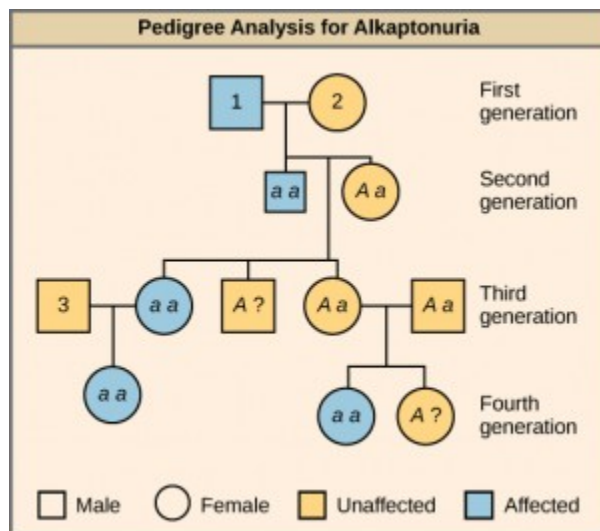 Pedigree Analysis for Alkaptonuria
1
2
First
generation
a a
A a
Second
generation
3
a a
A ?
A a
A a
Third
generation
a a
a a
A ?
Fourth
generation
Male
Female
Unaffected
Affected